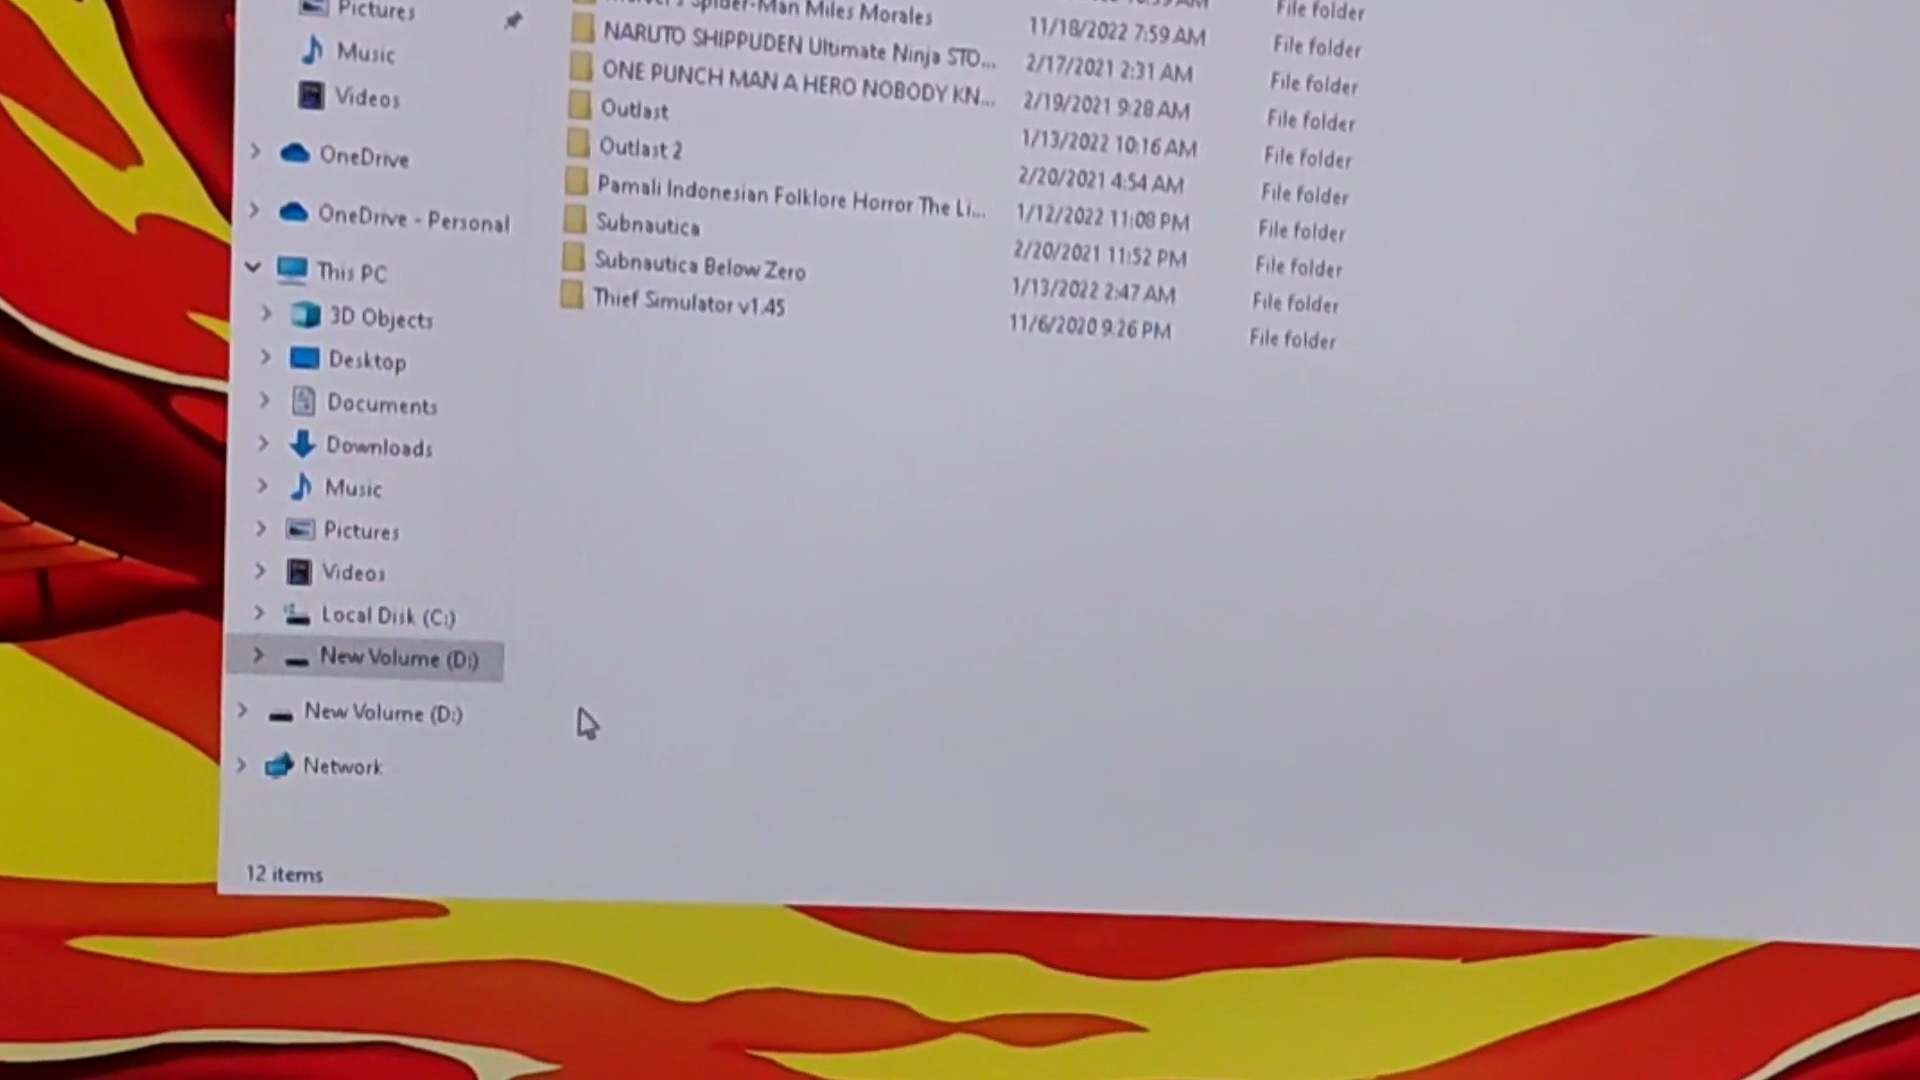 Pictures
Music
Videos
OneDrive
OneDrive - Personal
This PC
3D Objects
Desktop
Documents
Downloads
Music
Pictures
Videos
Local Disk (C:)
New Volume (D:)
New Volume (D:)
Network
12 items
AM File folder
Spider-Man Miles Morales 11/18/2022 7:59 AM File folder
NARUTO SHIPPUDEN Ultimate Ninja STO... 2/17/2021 2:31 AM File folder
ONE PUNCH MAN A HERO NOBODY KN... 2/19/2021 9:28 AM File folder
Outlast 1/13/2022 10:16 AM File folder
Outlast 2 2/20/2021 4:54 AM File folder
Pamali Indonesian Folklore Horror The Li... 1/12/2022 11:08 PM File folder
Subnautica 2/20/2021 11:52 PM File folder
Subnautica Below Zero 1/13/2022 2:47 AM File folder
Thief Simulator v1.45 11/6/2020 9:26 PM File folder